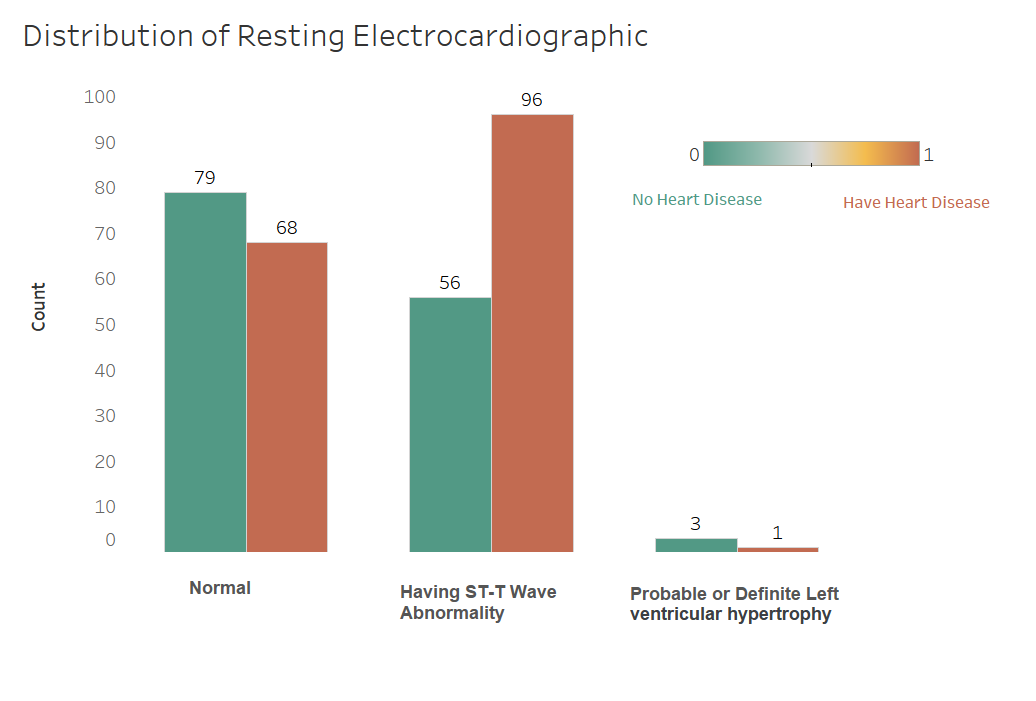 Distribution of Resting Electrocardiographic
100
90
80
70
60
50
40
30
20
10
0
Count
79
68
56
96
3
1
0
1
No Heart Disease
Have Heart Disease
Normal
Having ST-T Wave
Abnormality
Probable or Definite Left
ventricular hypertrophy